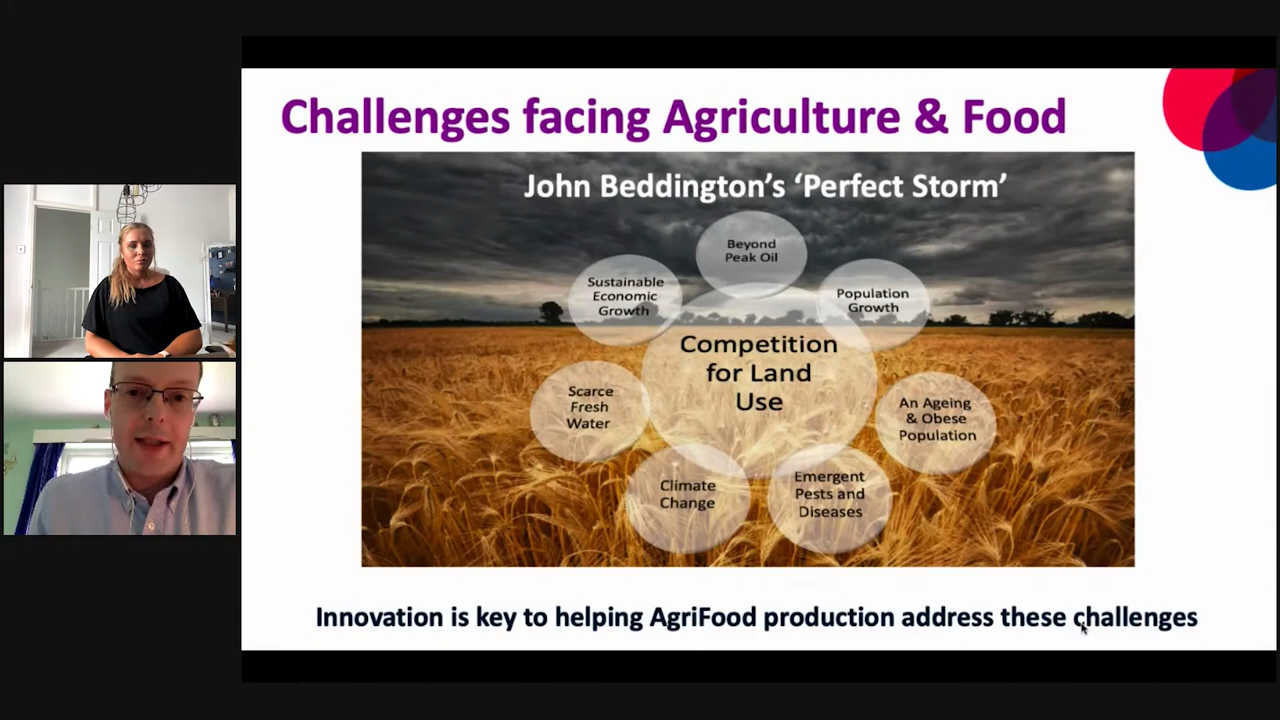 Challenges facing Agriculture & Food
John Beddington’s ‘Perfect Storm’
Beyond
Peak Oil
Sustainable
Economic
Growth
Population
Growth
Competition
for Land
Use
Scarce
Fresh
Water
An Ageing
& Obese
Population
Climate
Change
Emergent
Pests and
Diseases
Innovation is key to helping AgriFood production address these challenges